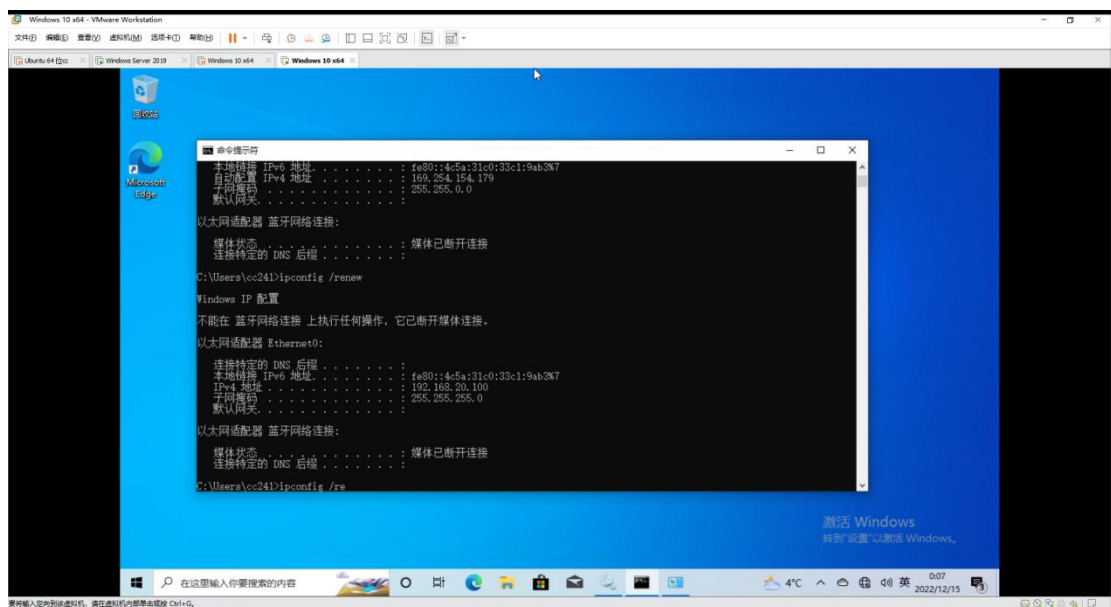 Windows 10 x64 - VMware Workstation
文件(F) 编辑(E) 查看(V) 虚拟机(M) 选项卡(T) 帮助(H)
Ubuntu 64 位cc Windows Server 2019 Windows 10 x64 Windows 10 x64
回收站
Microsoft
Edge
命令提示符
本地链接 IPv6 地址. . . . . . . . : fe80::4c5a:31c0:33c1:9ab3%7
自动配置 IPv4 地址 . . . . . . . : 169.254.154.179
子网掩码 . . . . . . . . . . . . : 255.255.0.0
默认网关. . . . . . . . . . . . . :
以太网适配器 蓝牙网络连接:
媒体状态 . . . . . . . . . . . . : 媒体已断开连接
连接特定的 DNS 后缀 . . . . . . . :
C:\Users\cc241>ipconfig /renew
Windows IP 配置
不能在 蓝牙网络连接 上执行任何操作，它已断开媒体连接。
以太网适配器 Ethernet0:
连接特定的 DNS 后缀 . . . . . . . :
本地链接 IPv6 地址. . . . . . . . : fe80::4c5a:31c0:33c1:9ab3%7
IPv4 地址 . . . . . . . . . . . . : 192.168.20.100
子网掩码 . . . . . . . . . . . . : 255.255.255.0
默认网关. . . . . . . . . . . . . :
以太网适配器 蓝牙网络连接:
媒体状态 . . . . . . . . . . . . : 媒体已断开连接
连接特定的 DNS 后缀 . . . . . . . :
C:\Users\cc241>ipconfig /re
激活 Windows
转到"设置"以激活 Windows。
在这里输入你要搜索的内容
4°C 英 0:07
2022/12/15
3
要将输入定向到该虚拟机，请在虚拟机内部单击或按 Ctrl+G。